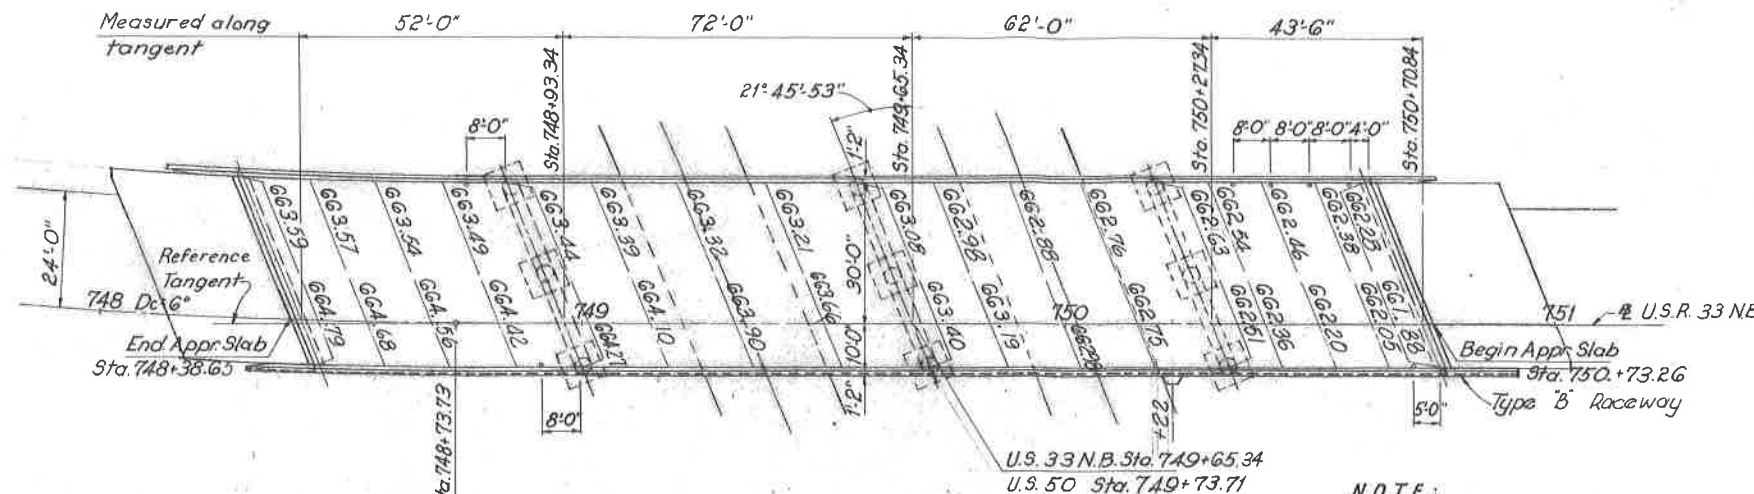 Measured along
tangent
52'-0"
72'-0"
62'-0"
43'-6"
Sta. 748+93.34
Sta. 749+65.34
Sta. 750+27.34
Sta. 750+70.84
21°-45'-53"
8'-0"
1'-2"
8'-0"
8'-0"
8'-0"
4'-0"
663.59
663.57
663.54
663.49
663.44
663.39
663.32
663.21
663.08
662.98
662.88
662.76
662.63
662.54
662.46
662.38
662.28
24'-0"
30'-0"
Reference
Tangent
748
Dc=6°
749
750
751
℄ U.S.R. 33 N.B
664.79
664.68
664.56
664.42
664.27
664.10
663.90
663.66
663.40
663.19
662.98
662.75
662.51
662.36
662.20
662.05
661.88
10'-0"
End Appr. Slab
Sta. 748+38.65
Begin Appr. Slab
Sta. 750.+73.26
Type "B" Raceway
8'-0"
1'-2"
5'-0"
+22
Sta. 748+73.73
U.S. 33 N.B. Sta. 749+65.34
U.S. 50 Sta. 749+73.71
NOTE: